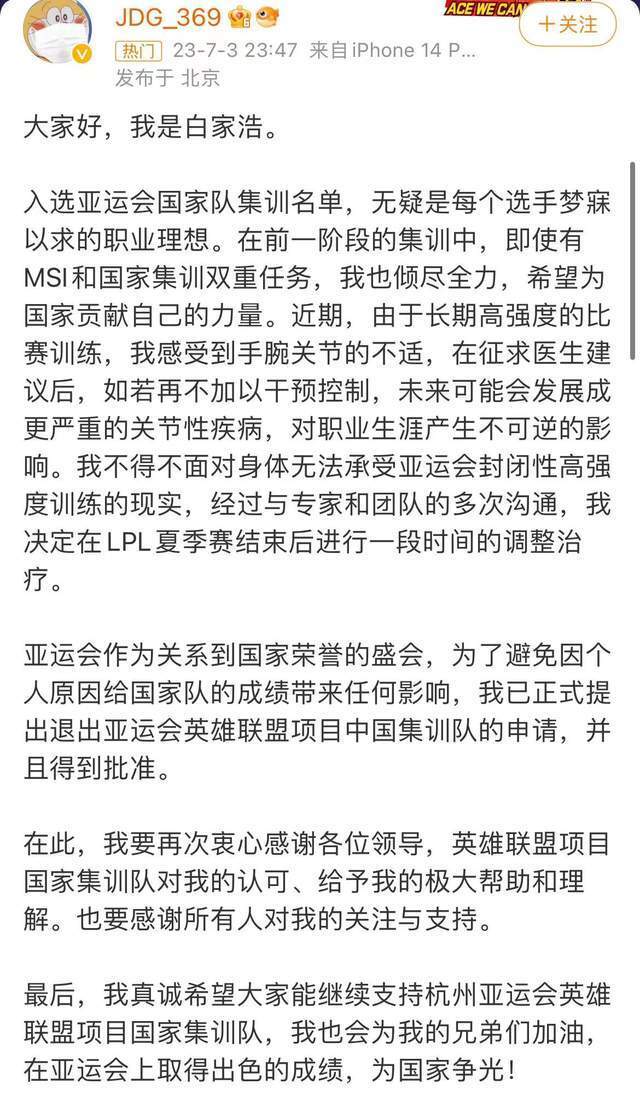 JDG_369
ACE WE CAN
＋关注
热门 23-7-3 23:47 来自iPhone 14 P...
发布于 北京
大家好，我是白家浩。
入选亚运会国家队集训名单，无疑是每个选手梦寐
以求的职业理想。在前一阶段的集训中，即使有
MSI和国家集训双重任务，我也倾尽全力，希望为
国家贡献自己的力量。近期，由于长期高强度的比
赛训练，我感受到手腕关节的不适，在征求医生建
议后，如若再不加以干预控制，未来可能会发展成
更严重的关节性疾病，对职业生涯产生不可逆的影
响。我不得不面对身体无法承受亚运会封闭性高强
度训练的现实，经过与专家和团队的多次沟通，我
决定在LPL夏季赛结束后进行一段时间的调整治
疗。
亚运会作为关系到国家荣誉的盛会，为了避免因个
人原因给国家队的成绩带来任何影响，我已正式提
出退出亚运会英雄联盟项目中国集训队的申请，并
且得到批准。
在此，我要再次衷心感谢各位领导，英雄联盟项目
国家集训队对我的认可、给予我的极大帮助和理
解。也要感谢所有人对我的关注与支持。
最后，我真诚希望大家能继续支持杭州亚运会英雄
联盟项目国家集训队，我也会为我的兄弟们加油，
在亚运会上取得出色的成绩，为国家争光！